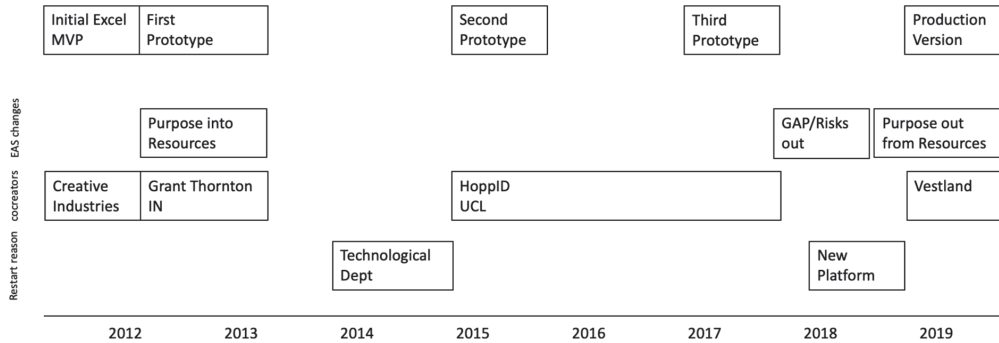 Initial Excel
MVP
First
Prototype
Second
Prototype
Third
Prototype
Production
Version
EAS changes
Purpose into
Resources
GAP/Risks
out
Purpose out
from Resources
cocreators
Creative
Industries
Grant Thornton
IN
HoppID
UCL
Vestland
Restart reason
Technological
Dept
New
Platform
2012 2013 2014 2015 2016 2017 2018 2019